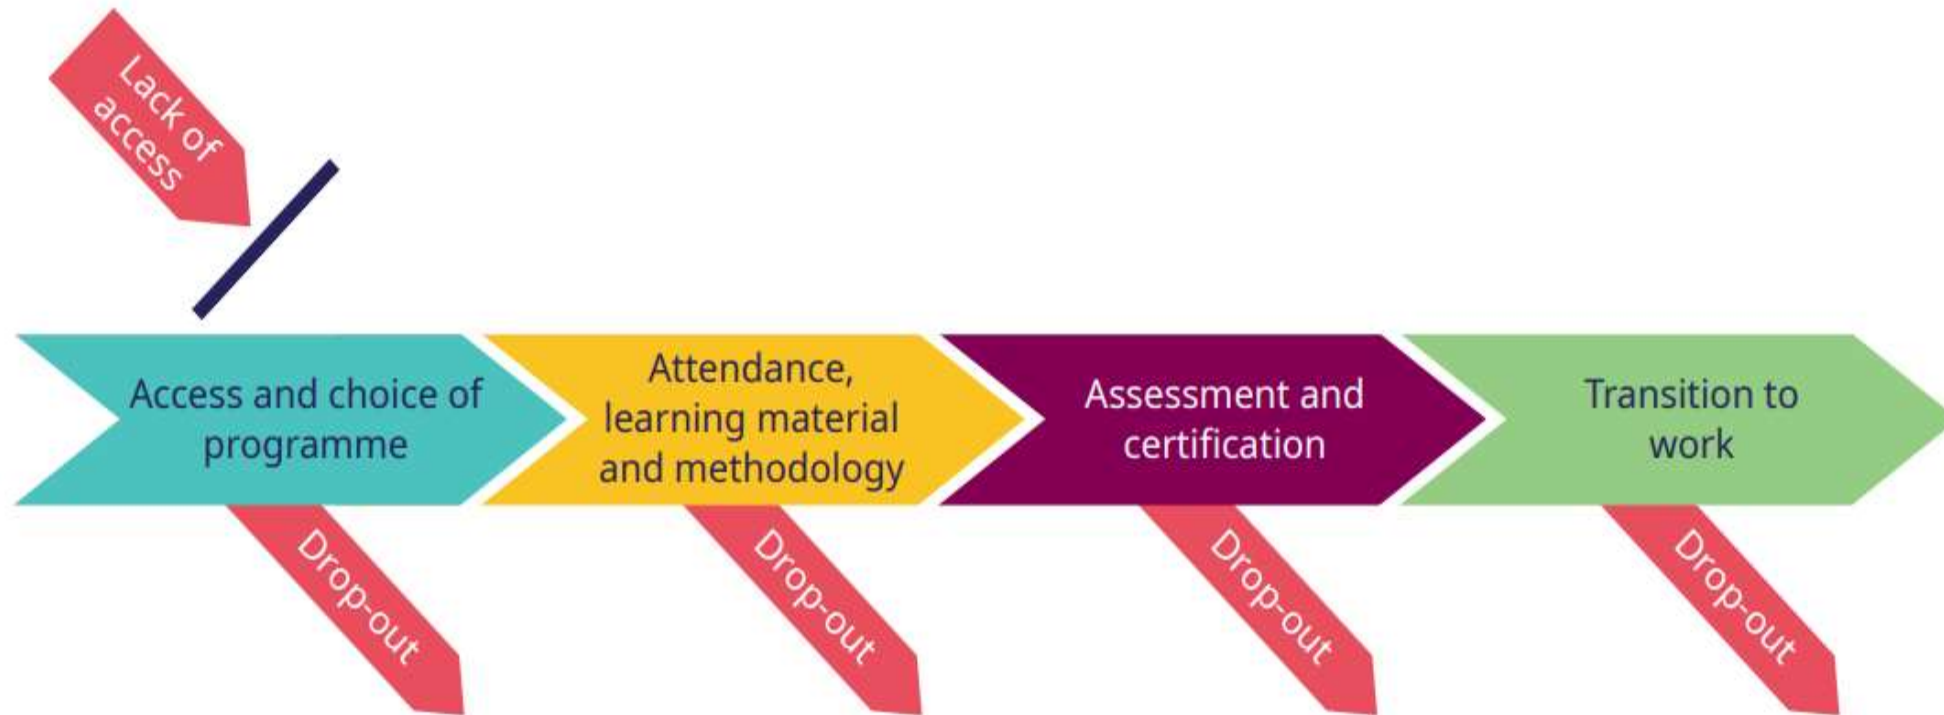 Lack of
access
Access and choice of
programme
Attendance,
learning material
and methodology
Assessment and
certification
Transition to
work
Drop-out
Drop-out
Drop-out
Drop-out